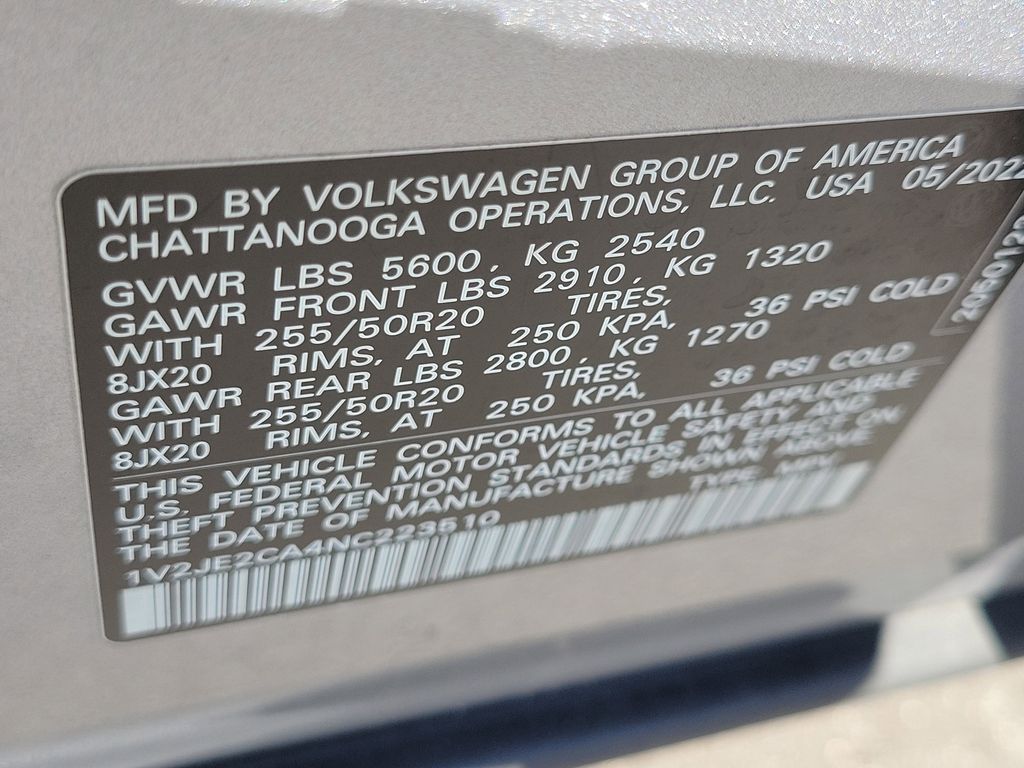 MFD BY VOLKSWAGEN GROUP OF AMERICA
CHATTANOOGA OPERATIONS, LLC. USA 05/2022
GVWR LBS 5600, KG 2540
GAWR FRONT LBS 2910, KG 1320
WITH 255/50R20 TIRES,
8JX20 RIMS, AT 250 KPA, 36 PSI COLD
GAWR REAR LBS 2800, KG 1270
WITH 255/50R20 TIRES,
8JX20 RIMS, AT 250 KPA, 36 PSI COLD
THIS VEHICLE CONFORMS TO ALL APPLICABLE
U.S. FEDERAL MOTOR VEHICLE SAFETY AND
THEFT PREVENTION STANDARDS IN EFFECT ON
THE DATE OF MANUFACTURE SHOWN ABOVE
1V2JE2CA4NC223510 TYPE: MPV